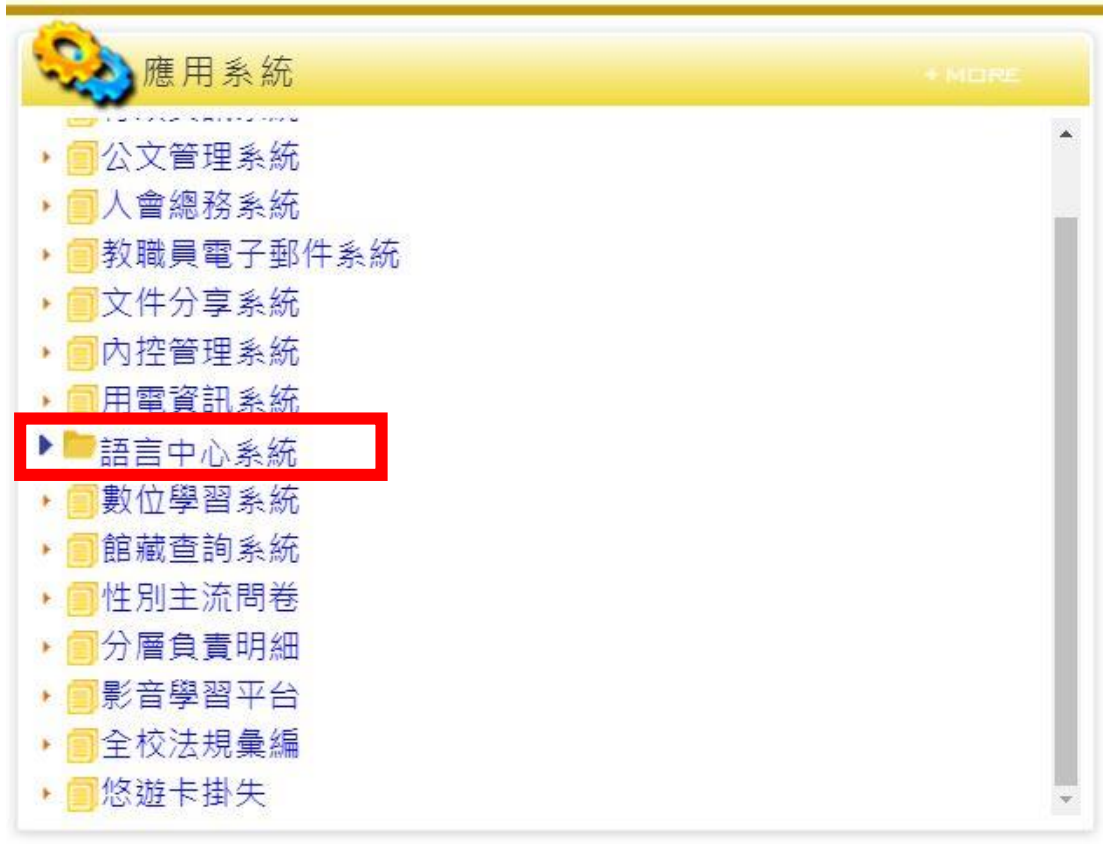 應用系統
+ MORE
公文管理系統
人會總務系統
教職員電子郵件系統
文件分享系統
內控管理系統
用電資訊系統
語言中心系統
數位學習系統
館藏查詢系統
性別主流問卷
分層負責明細
影音學習平台
全校法規彙編
悠遊卡掛失